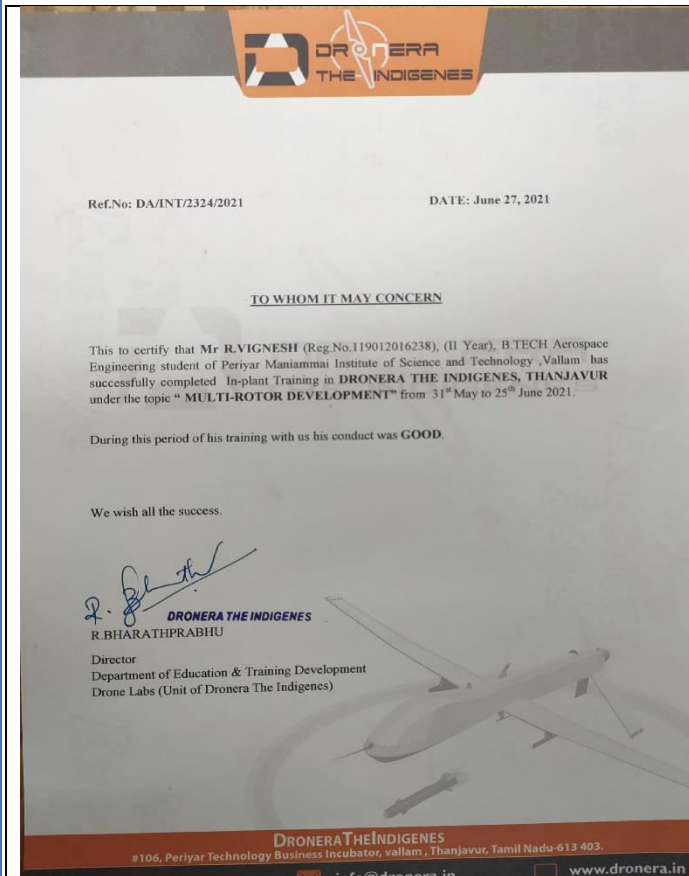 DRONERA
THE INDIGENES
Ref.No: DA/INT/2324/2021 DATE: June 27, 2021
TO WHOM IT MAY CONCERN
This to certify that Mr R.VIGNESH (Reg.No.119012016238), (II Year), B.TECH Aerospace
Engineering student of Periyar Maniammai Institute of Science and Technology ,Vallam has
successfully completed In-plant Training in DRONERA THE INDIGENES, THANJAVUR
under the topic “ MULTI-ROTOR DEVELOPMENT” from 31st May to 25th June 2021.
During this period of his training with us his conduct was GOOD.
We wish all the success.
DRONERA THE INDIGENES
R.BHARATHPRABHU
Director
Department of Education & Training Development
Drone Labs (Unit of Dronera The Indigenes)
DRONERATHEINDIGENES
#106, Periyar Technology Business Incubator, vallam , Thanjavur, Tamil Nadu-613 403.
info@dronera.in www.dronera.in